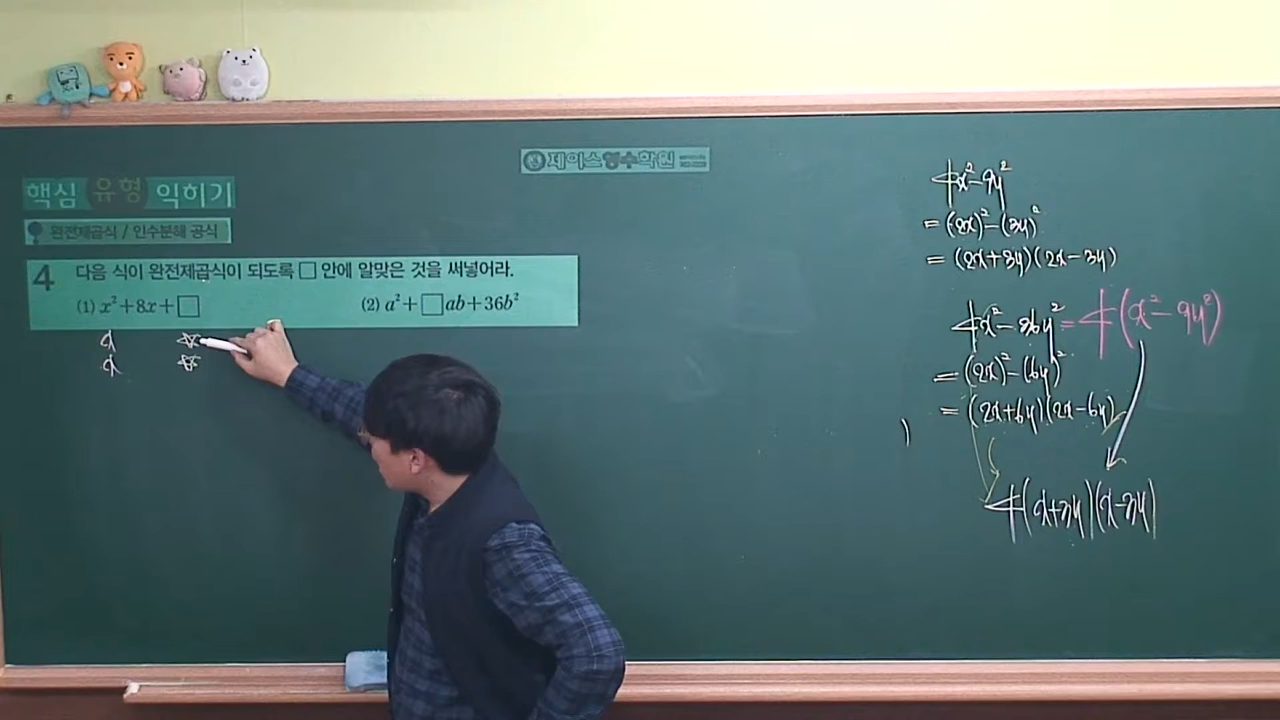 제이스영수학원
핵심 유형 익히기
완전제곱식 / 인수분해 공식
4 다음 식이 완전제곱식이 되도록 □ 안에 알맞은 것을 써넣어라.
(1) x²+8x+□ (2) a²+□ab+36b²
x ☆
x ☆
4x²-9y²
=(2x)²-(3y)²
=(2x+3y)(2x-3y)
4x²-36y²=4(x²-9y²)
=(2x)²-(6y)²
=(2x+6y)(2x-6y)
)
4(x+3y)(x-3y)